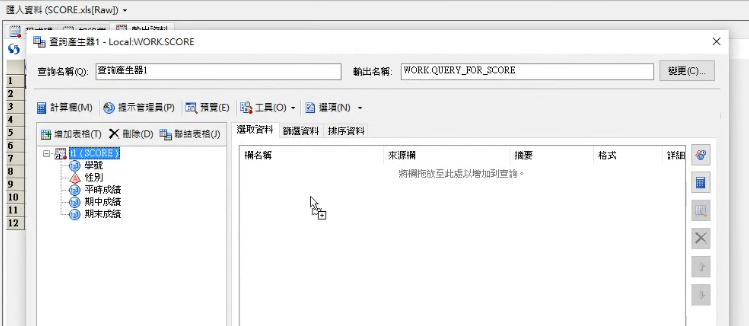 匯入資料 (SCORE.xls[Raw])
輸出資料
查詢產生器1 - Local:WORK.SCORE
查詢名稱(Q): 查詢產生器1 輸出名稱: WORK.QUERY_FOR_SCORE 變更(C)...
計算欄(M) 提示管理員(P) 預覽(E) 工具(O) 選項(N)
增加表格(T) 刪除(D) 聯結表格(J) 選取資料 篩選資料 排序資料
t1 (SCORE) 欄名稱 來源欄 摘要 格式 詳細
學號 將欄拖放至此處以增加到查詢。
性別
平時成績
期中成績
期末成績
1
2
3
4
5
6
7
8
9
10
11
12